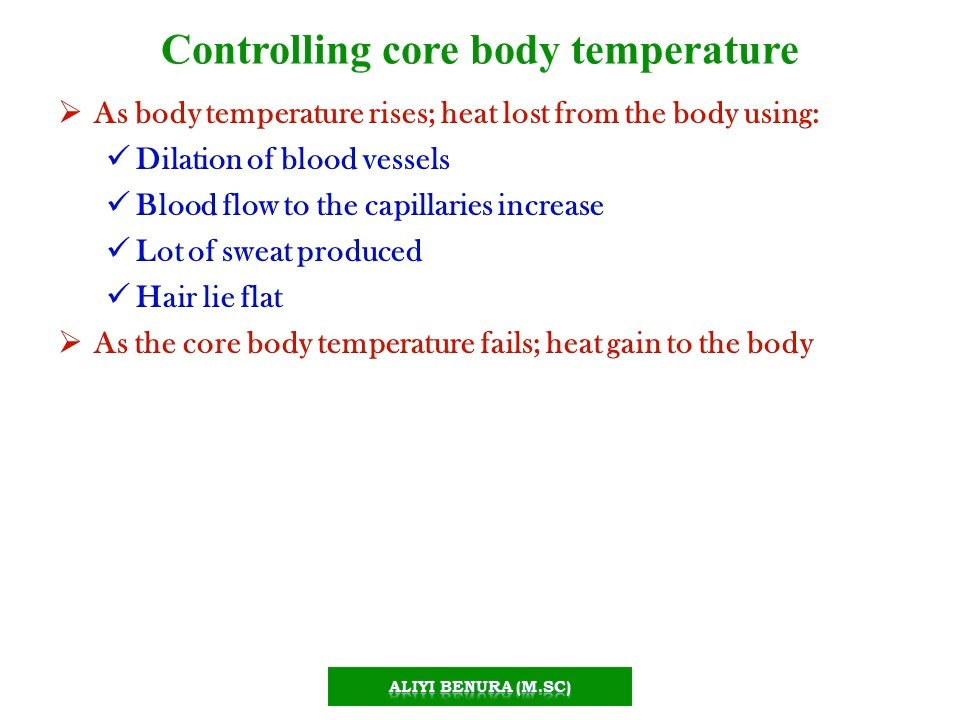 Controlling core body temperature
As body temperature rises; heat lost from the body using:
Dilation of blood vessels
Blood flow to the capillaries increase
Lot of sweat produced
Hair lie flat
As the core body temperature fails; heat gain to the body
ALIYI BENURA (M.SC)